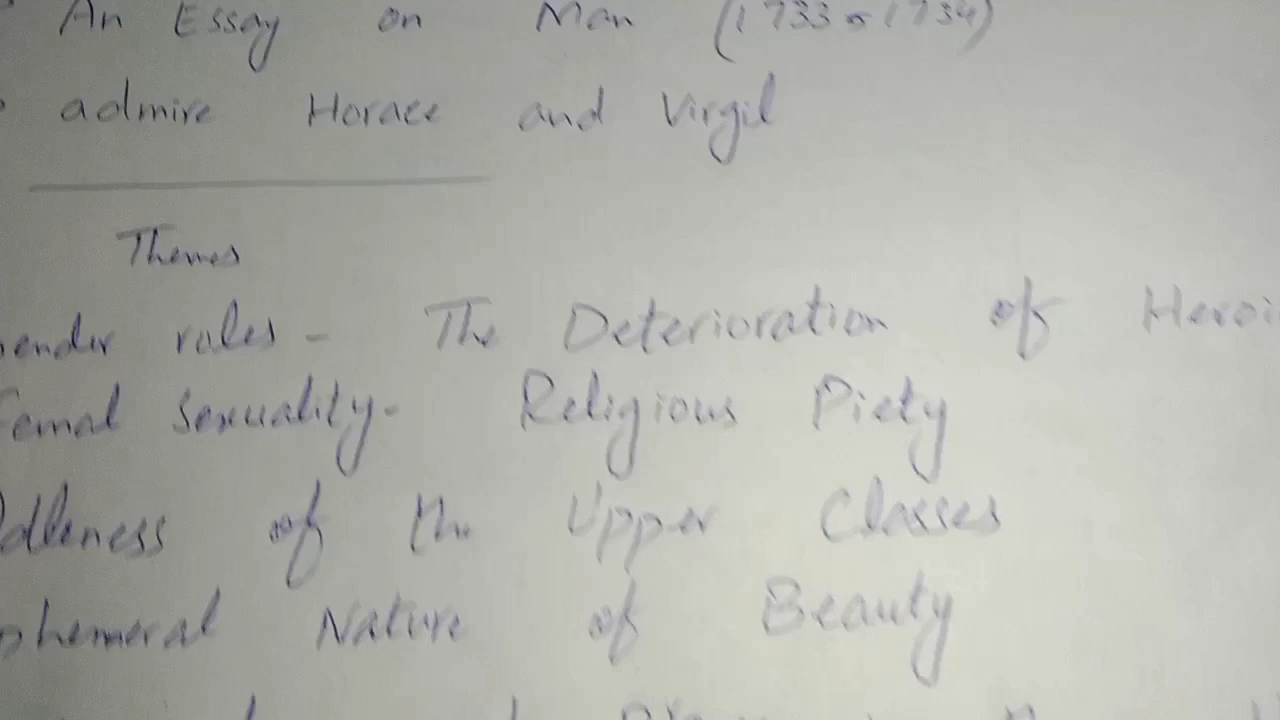 An Essay on Man (1733-1734)
admire Horace and Virgil
Themes
ender roles - The Deterioration of Heroi
Femal Sexuality - Religious Piety
Idleness of the Upper Classes
phemeral Nature of Beauty